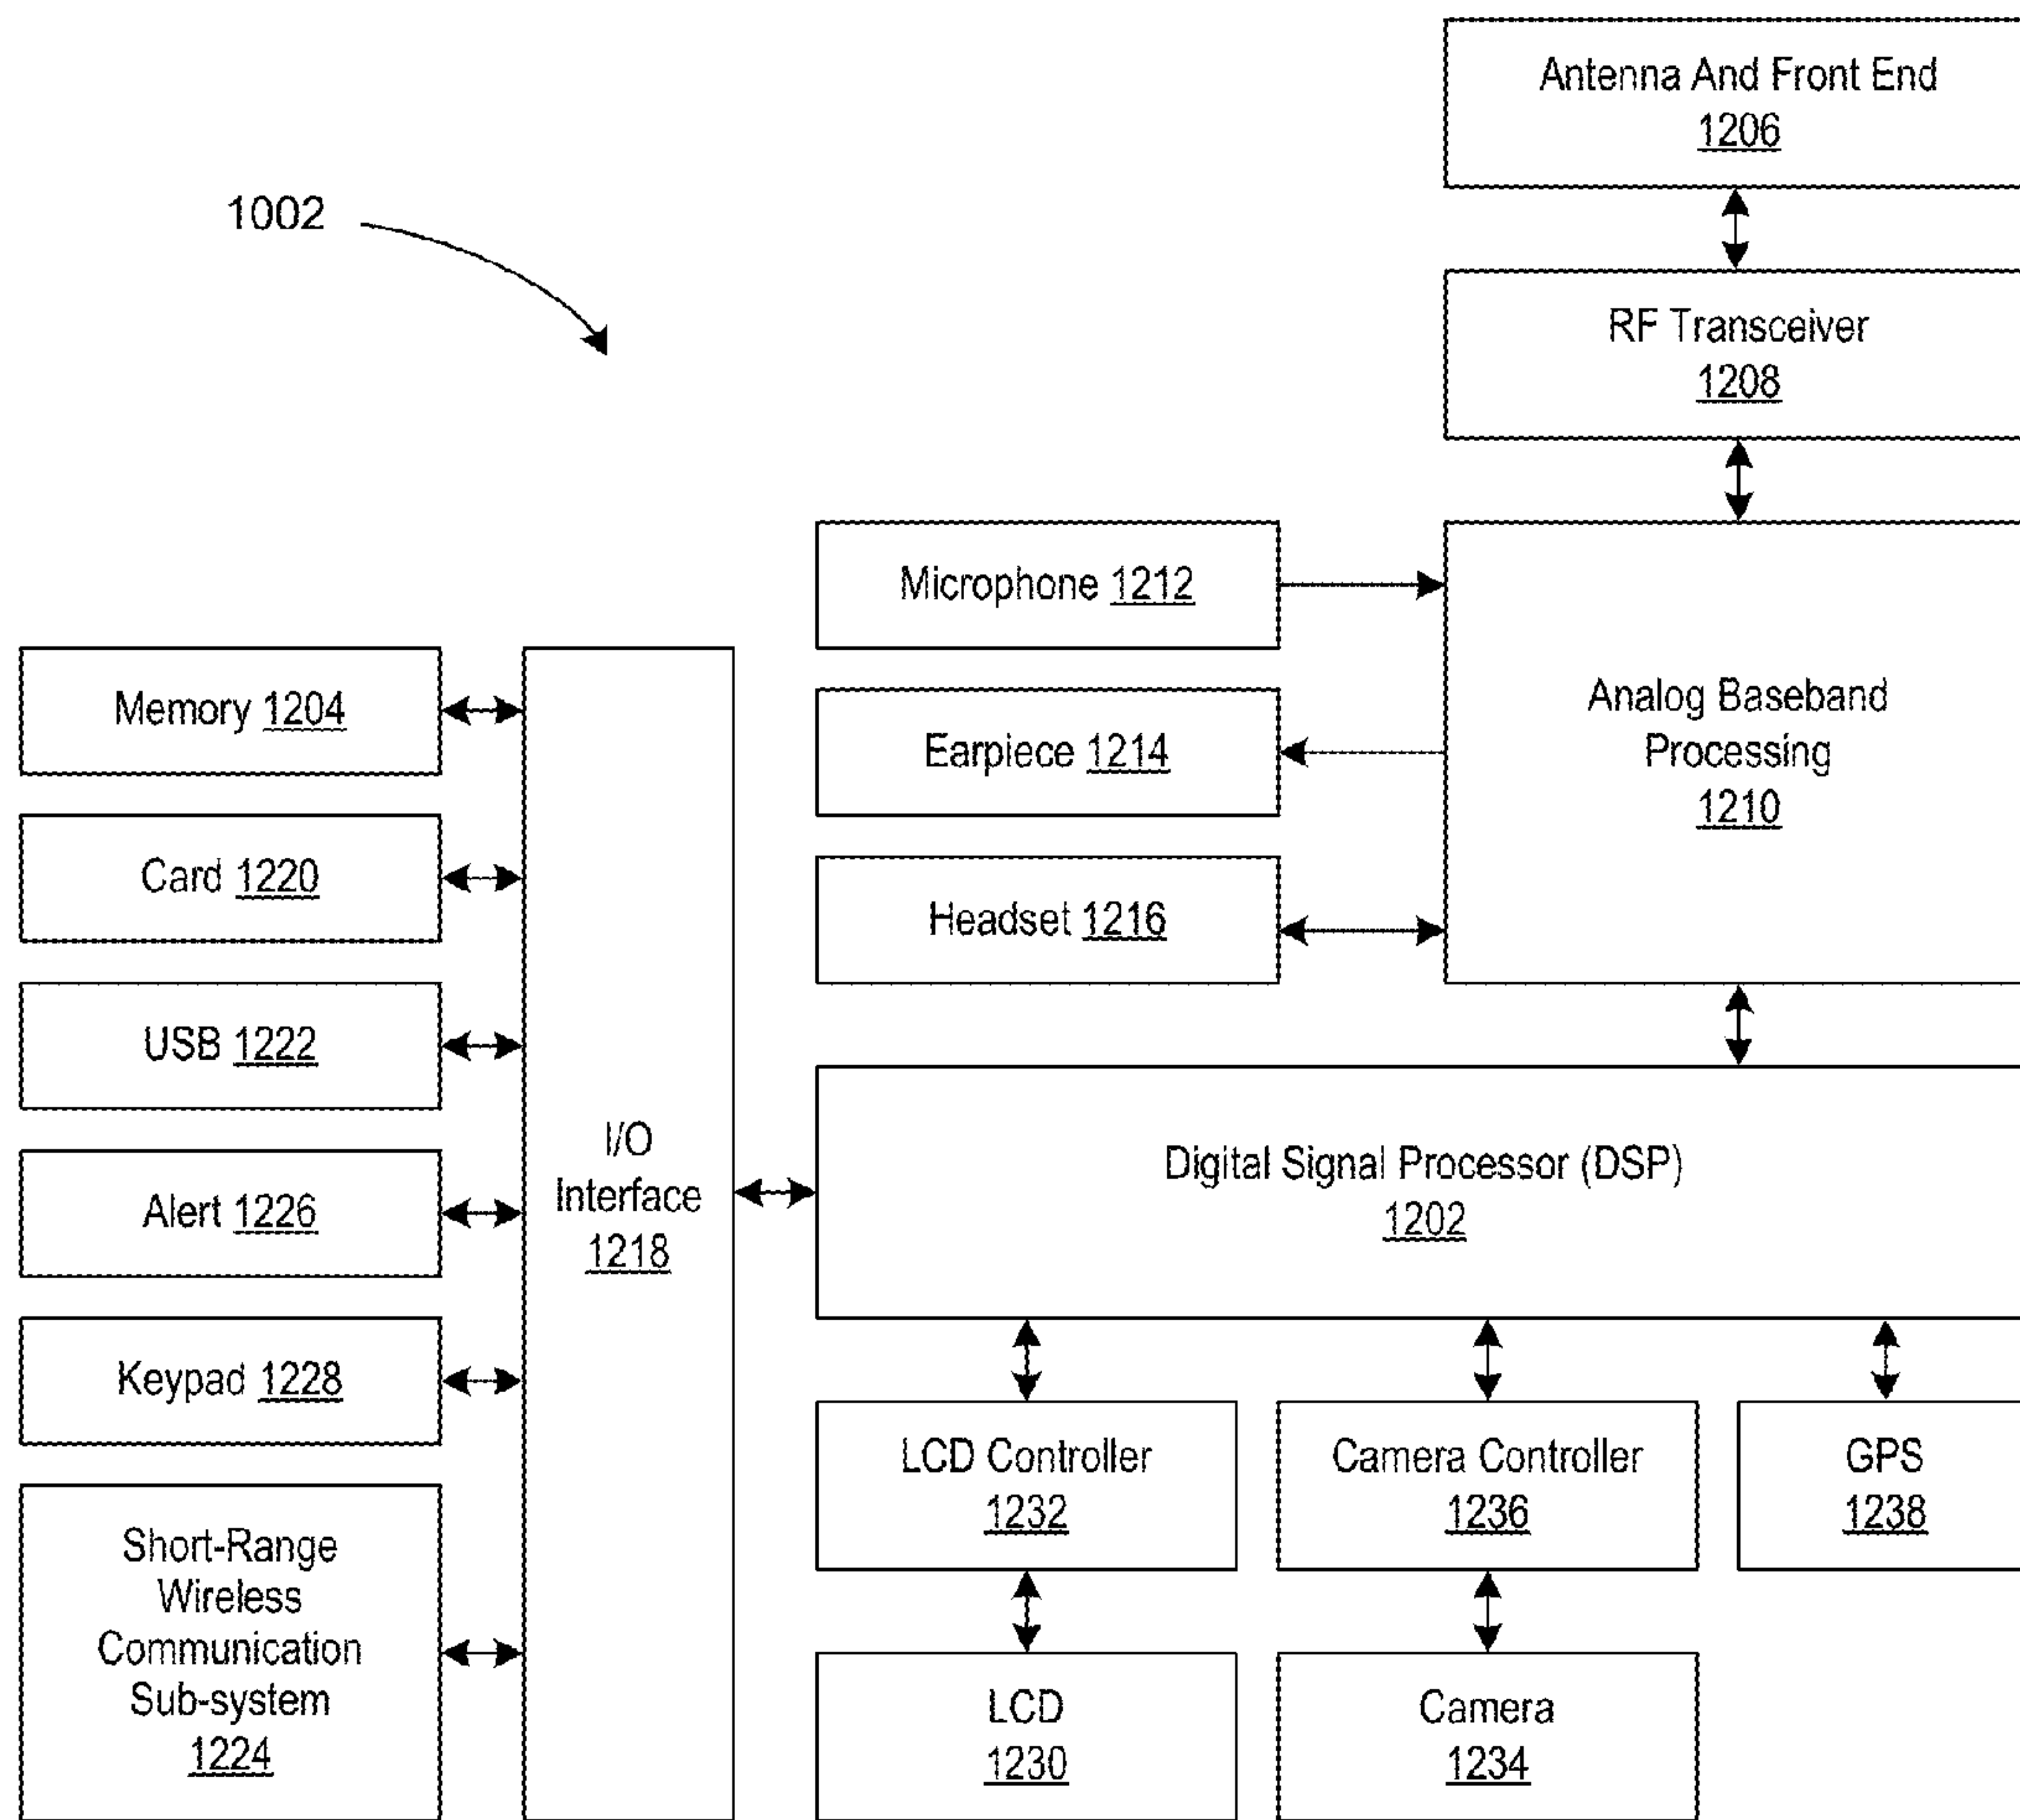 Antenna And Front End
1206
1002
RF Transceiver
1208
Microphone 1212
Earpiece 1214
Headset 1216
Analog Baseband
Processing
1210
Memory 1204
Card 1220
USB 1222
Alert 1226
Keypad 1228
Short-Range
Wireless
Communication
Sub-system
1224
I/O
Interface
1218
Digital Signal Processor (DSP)
1202
LCD Controller
1232
Camera Controller
1236
GPS
1238
LCD
1230
Camera
1234